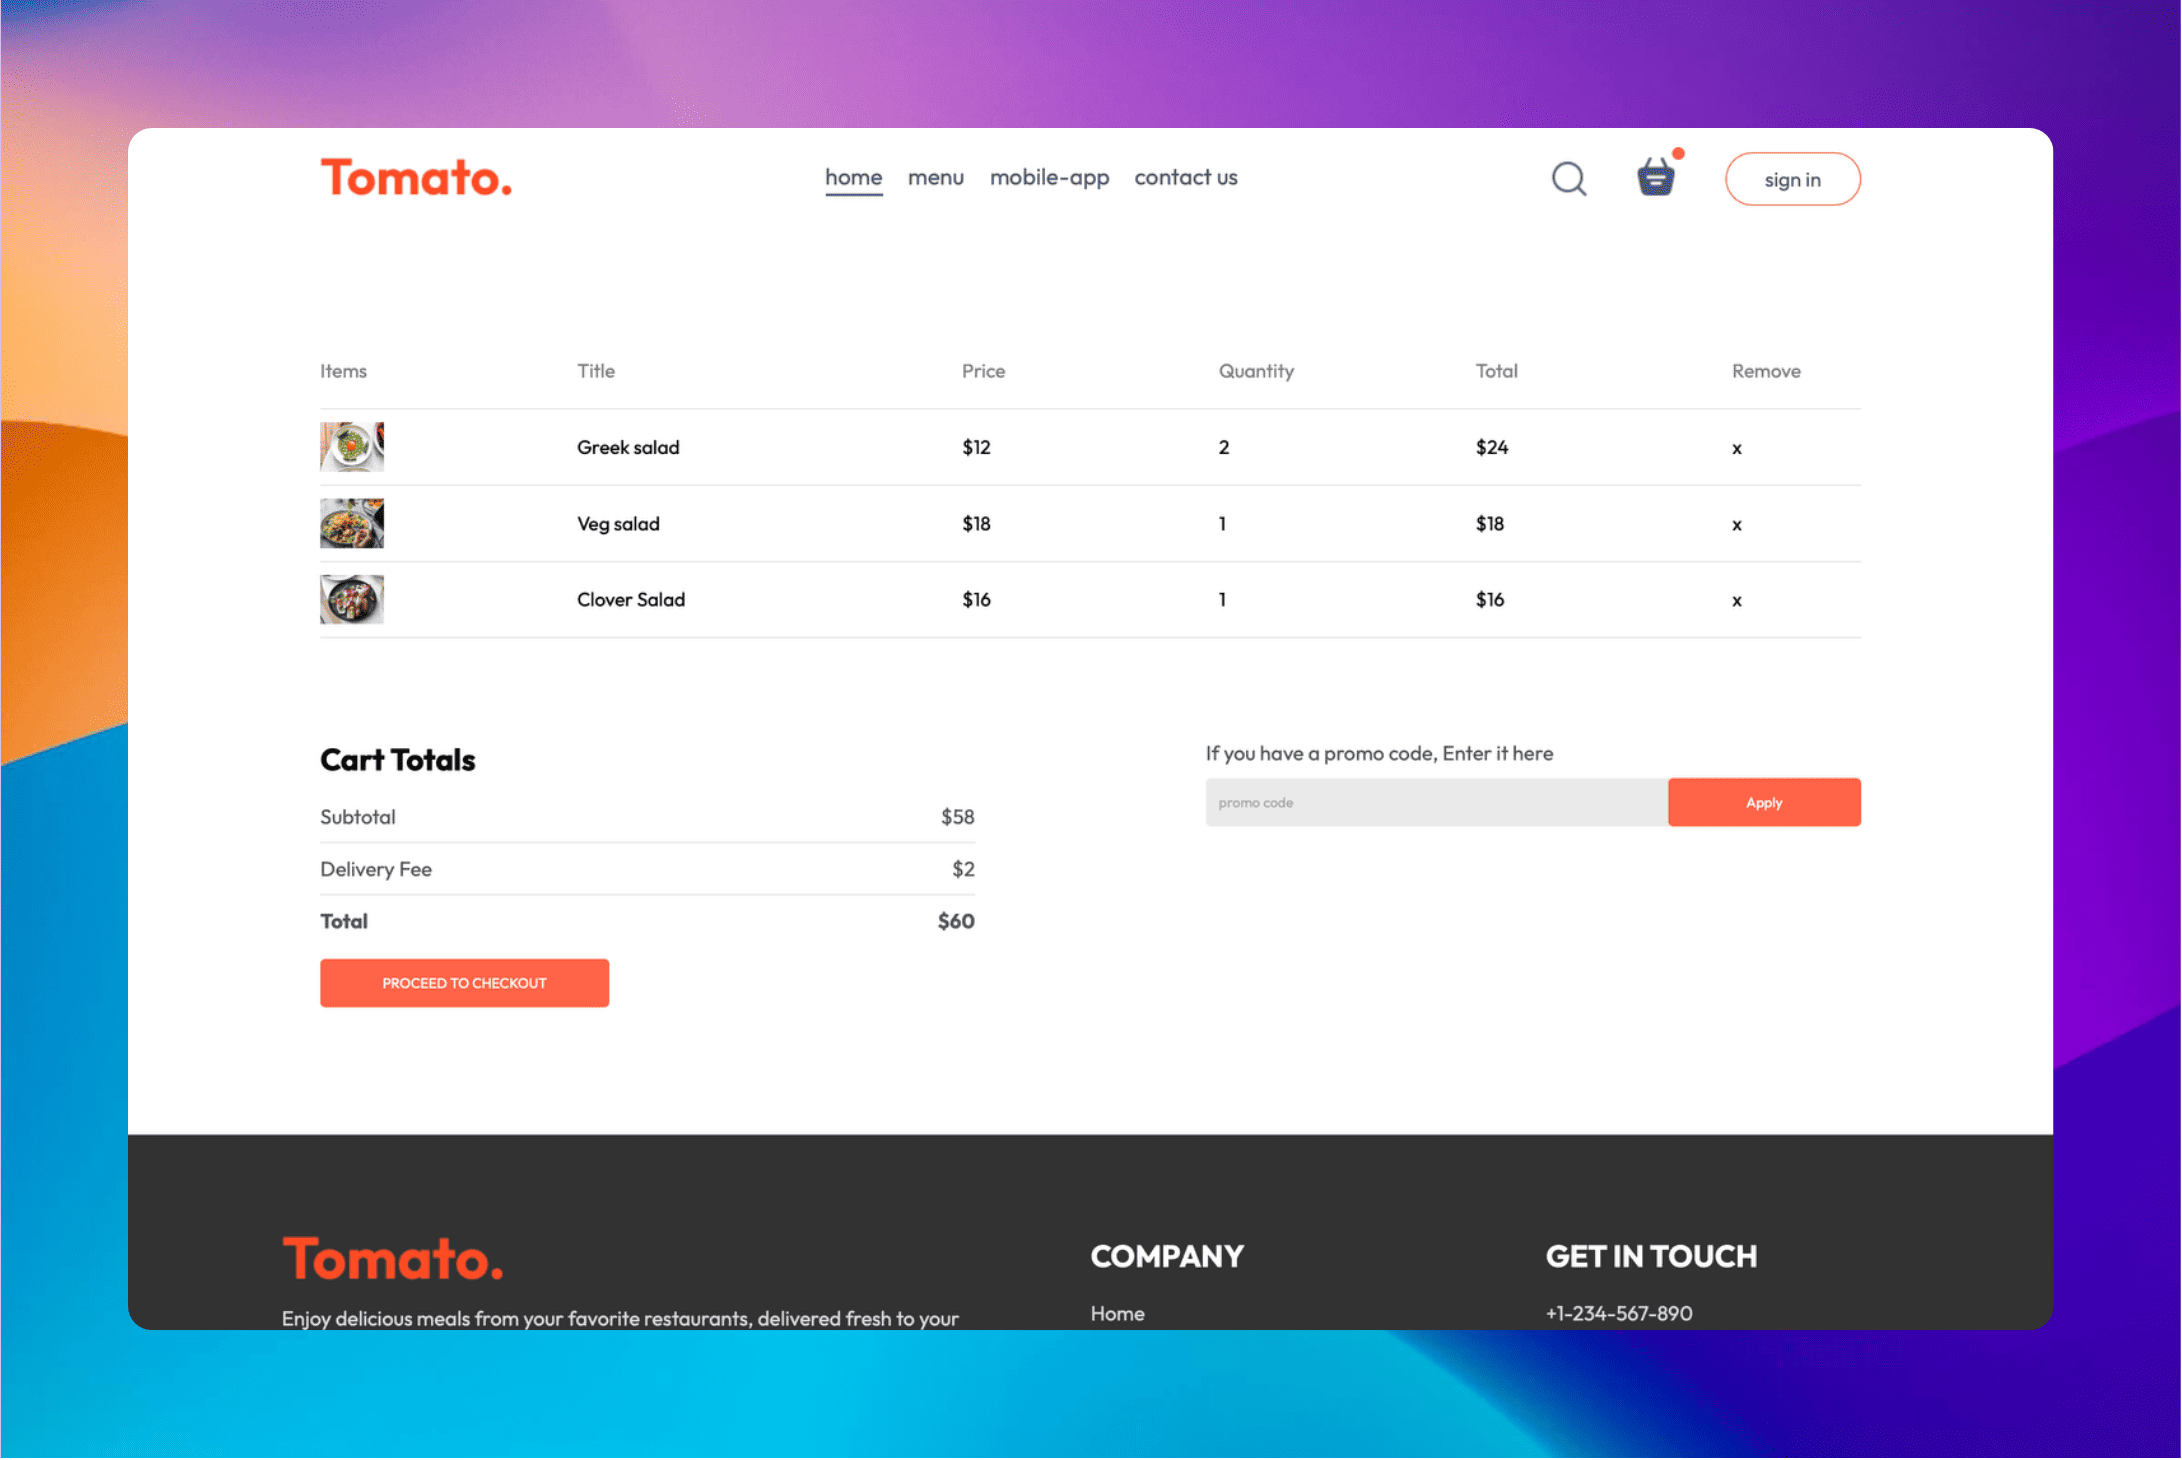 Tomato.
home menu mobile-app contact us
sign in
Items Title Price Quantity Total Remove
Greek salad $12 2 $24 x
Veg salad $18 1 $18 x
Clover Salad $16 1 $16 x
Cart Totals
Subtotal $58
Delivery Fee $2
Total $60
PROCEED TO CHECKOUT
If you have a promo code, Enter it here
promo code Apply
Tomato.
Enjoy delicious meals from your favorite restaurants, delivered fresh to your
COMPANY
Home
GET IN TOUCH
+1-234-567-890